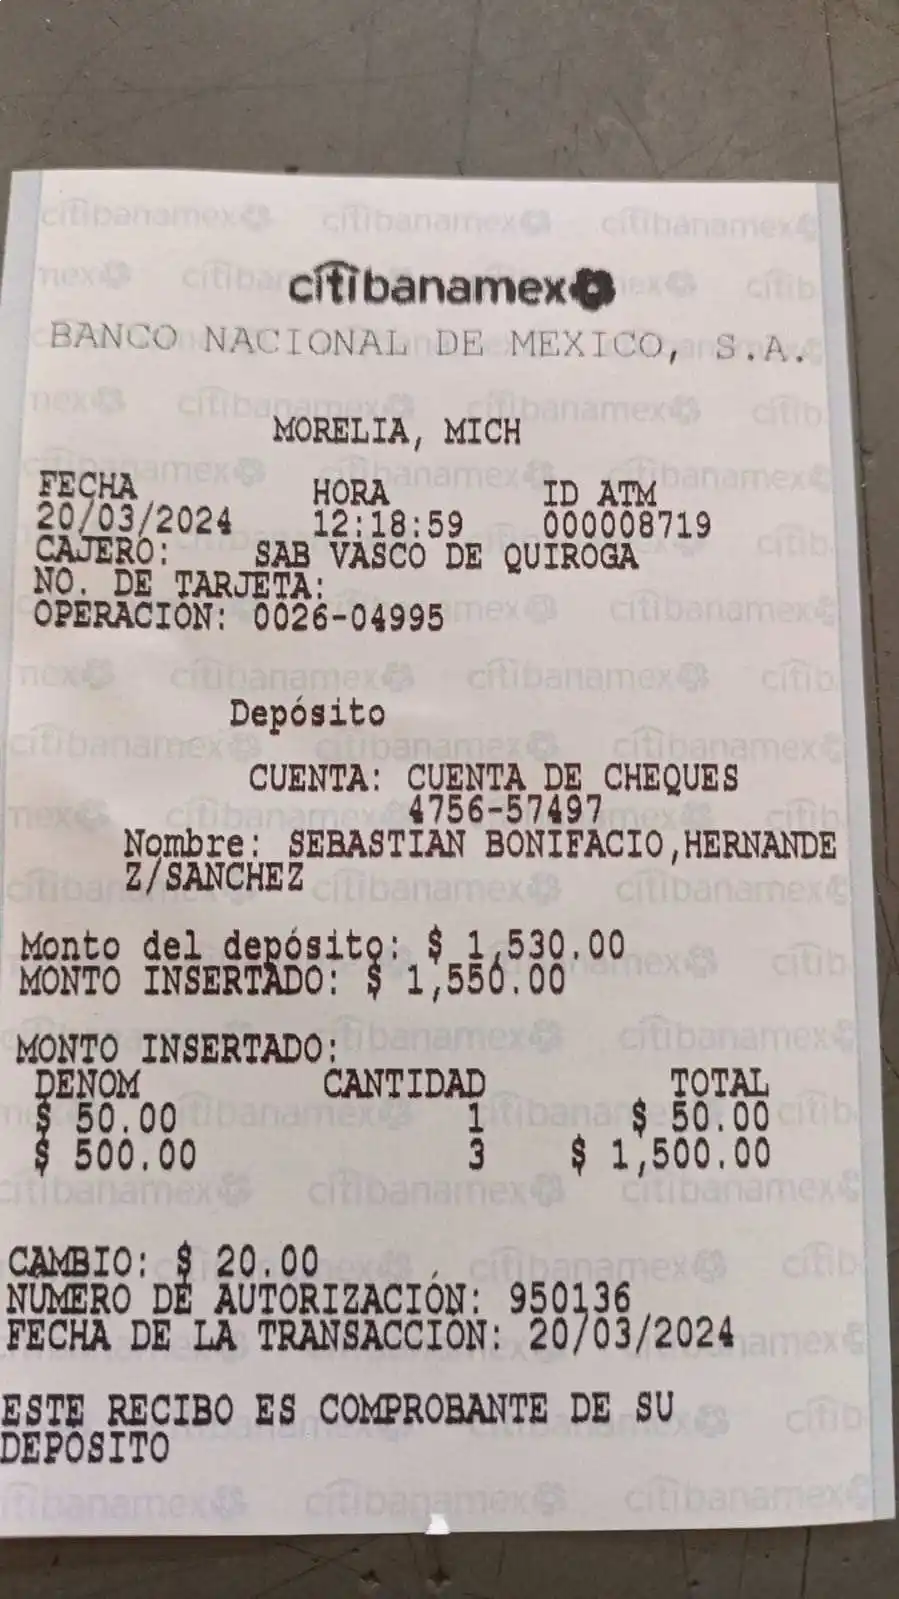 citibanamex
BANCO NACIONAL DE MEXICO, S.A.
MORELIA, MICH
FECHA HORA ID ATM
20/03/2024 12:18:59 000008719
CAJERO: SAB VASCO DE QUIROGA
NO. DE TARJETA:
OPERACION: 0026-04995
Depósito
CUENTA: CUENTA DE CHEQUES
4756-57497
Nombre: SEBASTIAN BONIFACIO,HERNANDE
Z/SANCHEZ
Monto del depósito: $ 1,530.00
MONTO INSERTADO: $ 1,550.00
MONTO INSERTADO:
DENOM CANTIDAD TOTAL
$ 50.00 1 $ 50.00
$ 500.00 3 $ 1,500.00
CAMBIO: $ 20.00
NÚMERO DE AUTORIZACIÓN: 950136
FECHA DE LA TRANSACCIÓN: 20/03/2024
ESTE RECIBO ES COMPROBANTE DE SU
DEPÓSITO